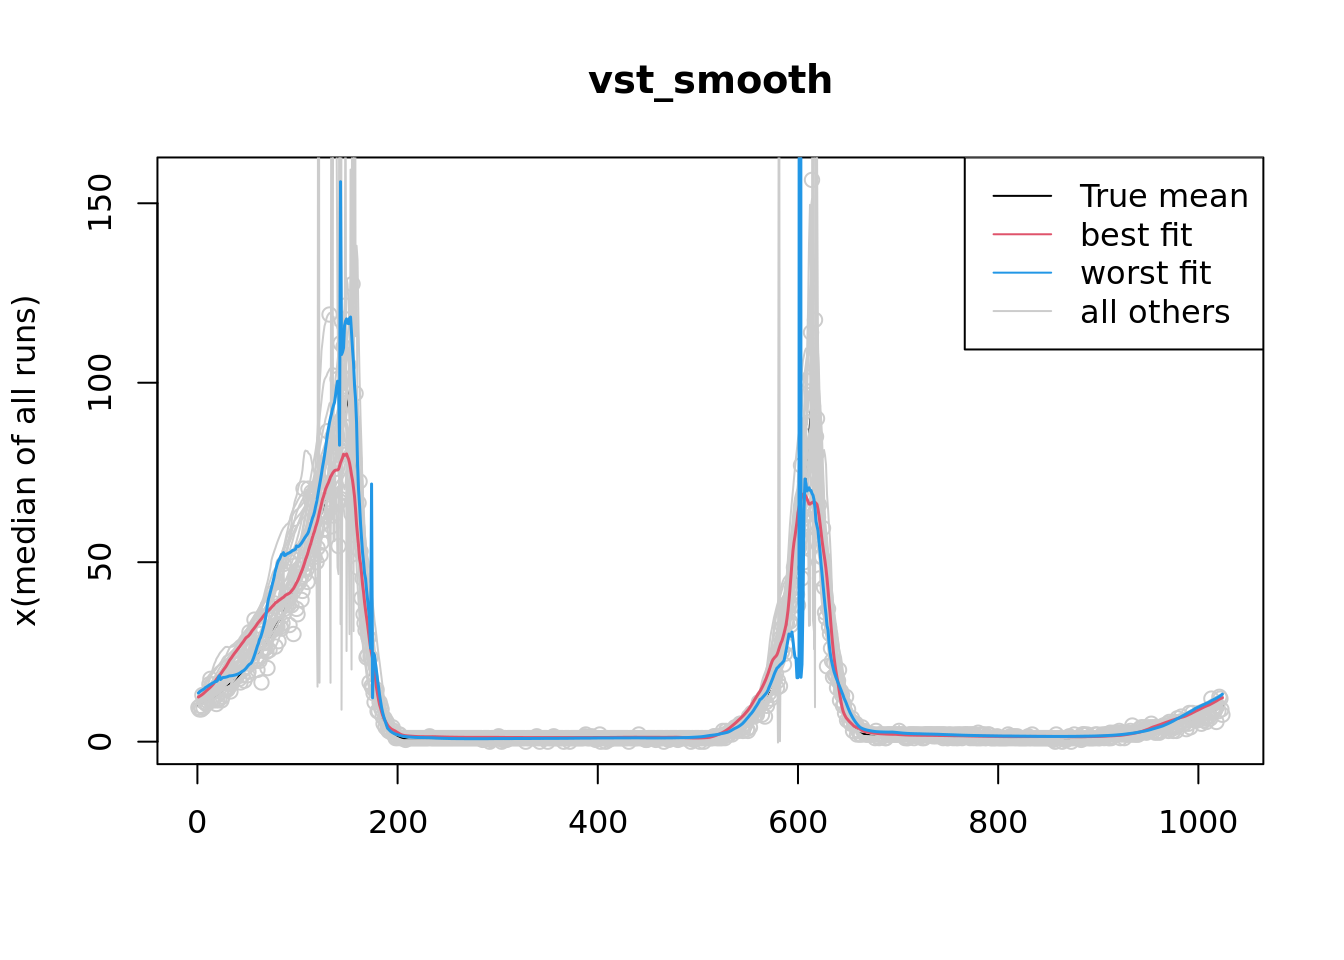 vst_smooth
x(median of all runs)
150
100
50
0
0 200 400 600 800 1000
True mean
best fit
worst fit
all others